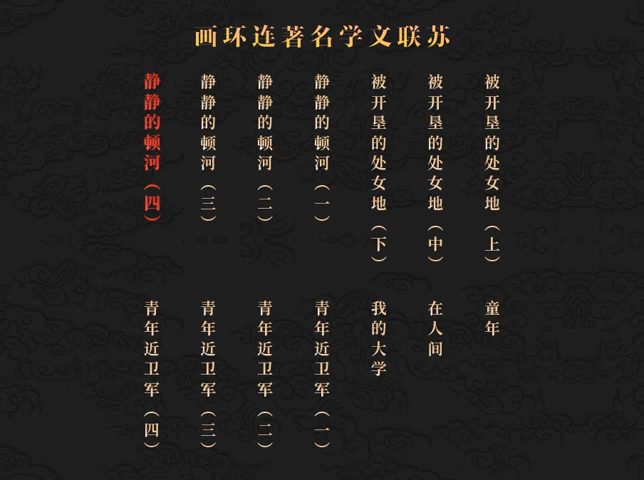 苏联文学名著连环画
被开垦的处女地（上）
被开垦的处女地（中）
被开垦的处女地（下）
静静的顿河（一）
静静的顿河（二）
静静的顿河（三）
静静的顿河（四）
童年
在人间
我的大学
青年近卫军（一）
青年近卫军（二）
青年近卫军（三）
青年近卫军（四）